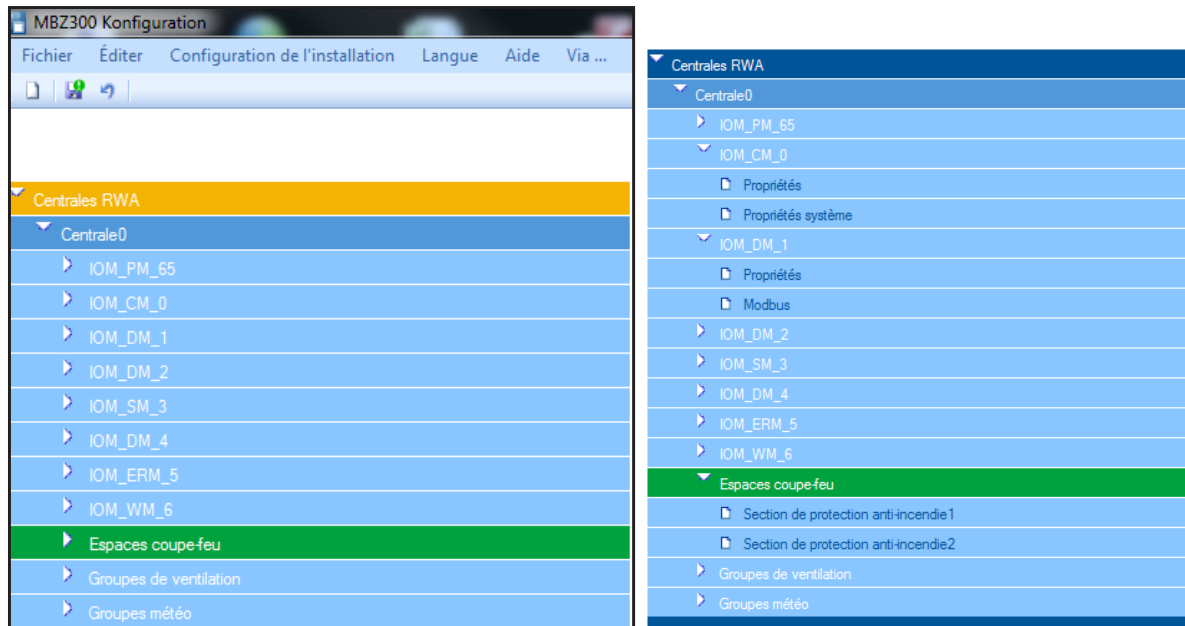 MBZ300 Konfiguration
Fichier Éditer Configuration de l'installation Langue Aide Via ...
Centrales RWA
Centrale0
IOM_PM_65
IOM_CM_0
IOM_DM_1
IOM_DM_2
IOM_SM_3
IOM_DM_4
IOM_ERM_5
IOM_WM_6
Espaces coupe-feu
Groupes de ventilation
Groupes météo
Centrales RWA
Centrale0
IOM_PM_65
IOM_CM_0
Propriétés
Propriétés système
IOM_DM_1
Propriétés
Modbus
IOM_DM_2
IOM_SM_3
IOM_DM_4
IOM_ERM_5
IOM_WM_6
Espaces coupe-feu
Section de protection anti-incendie1
Section de protection anti-incendie2
Groupes de ventilation
Groupes météo